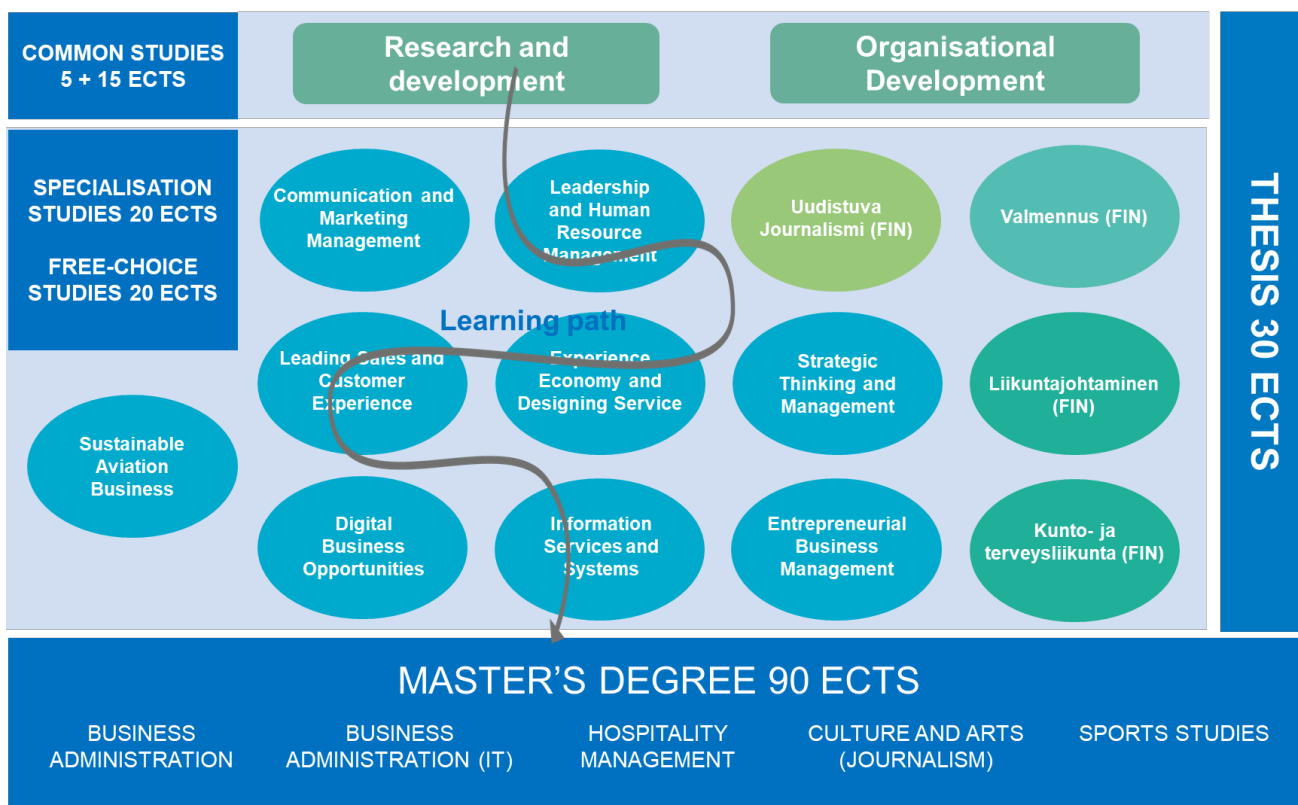 COMMON STUDIES
5 + 15 ECTS
Research and
development
Organisational
Development
SPECIALISATION
STUDIES 20 ECTS
FREE-CHOICE
STUDIES 20 ECTS
Communication and
Marketing
Management
Leadership
and Human
Resource
Management
Uudistuva
Journalismi (FIN)
Valmennus (FIN)
Learning path
Leading Sales and
Customer
Experience
Experience
Economy and
Designing Service
Strategic
Thinking and
Management
Liikuntajohtaminen
(FIN)
Sustainable
Aviation
Business
Digital
Business
Opportunities
Information
Services and
Systems
Entrepreneurial
Business
Management
Kunto- ja
terveysliikunta (FIN)
THESIS 30 ECTS
MASTER'S DEGREE 90 ECTS
BUSINESS
ADMINISTRATION
BUSINESS
ADMINISTRATION (IT)
HOSPITALITY
MANAGEMENT
CULTURE AND ARTS
(JOURNALISM)
SPORTS STUDIES